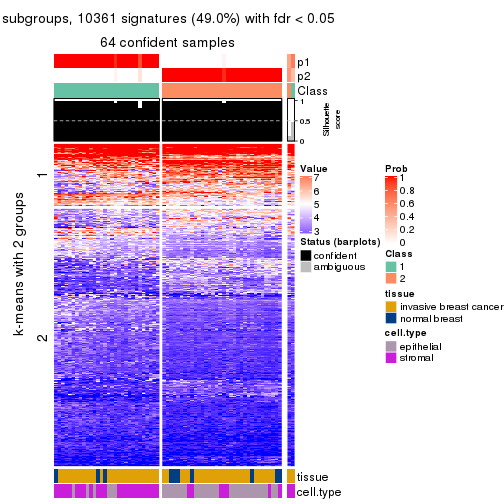 subgroups, 10361 signatures (49.0%) with fdr < 0.05
64 confident samples
p1
p2
Class
1
0.5
0
Silhouette
score
k-means with 2 groups
1
2
Value
7
6
5
4
3
Status (barplots)
confident
ambiguous
Prob
1
0.8
0.6
0.4
0.2
0
Class
1
2
tissue
invasive breast cancer
normal breast
cell.type
epithelial
stromal
tissue
cell.type